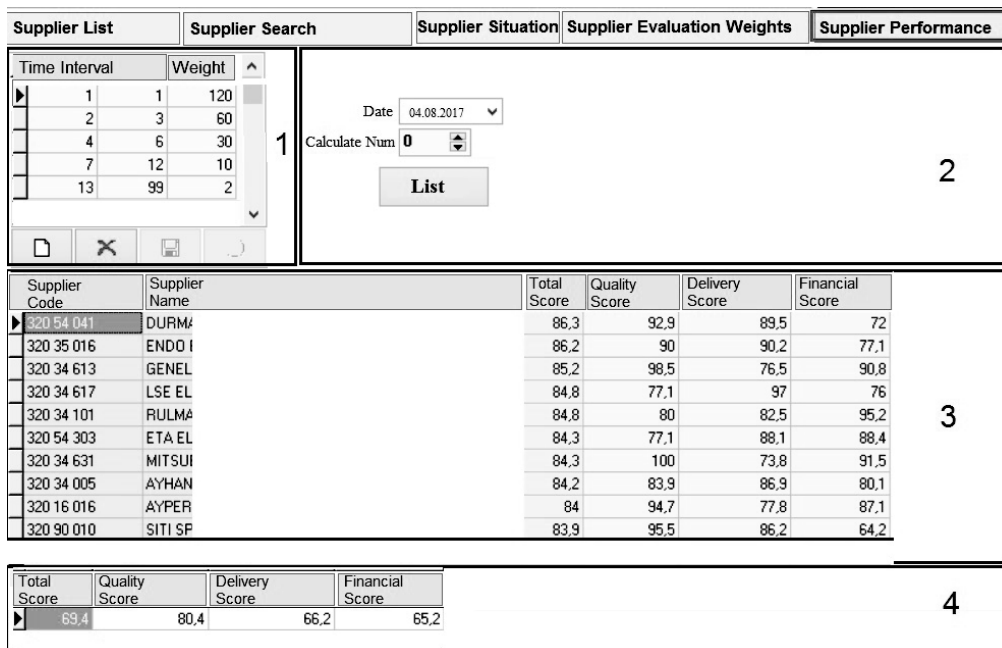 Supplier List Supplier Search Supplier Situation Supplier Evaluation Weights Supplier Performance
Time Interval Weight
1 1 120
2 3 60
4 6 30
7 12 10
13 99 2
1
Date 04.08.2017
Calculate Num 0
List
2
Supplier Code Supplier Name Total Score Quality Score Delivery Score Financial Score
320 54 041 DURMA 86,3 92,9 89,5 72
320 35 016 ENDO 86,2 90 90,2 77,1
320 34 613 GENEL 85,2 98,5 76,5 90,8
320 34 617 LSE EL 84,8 77,1 97 76
320 34 101 RULMA 84,8 80 82,5 95,2
320 54 303 ETA EL 84,3 77,1 88,1 88,4
320 34 631 MITSU 84,3 100 73,8 91,5
320 34 005 AYHAN 84,2 83,9 86,9 80,1
320 16 016 AYPER 84 94,7 77,8 87,1
320 90 010 SITI SP 83,9 95,5 86,2 64,2
3
Total Score Quality Score Delivery Score Financial Score
69,4 80,4 66,2 65,2
4